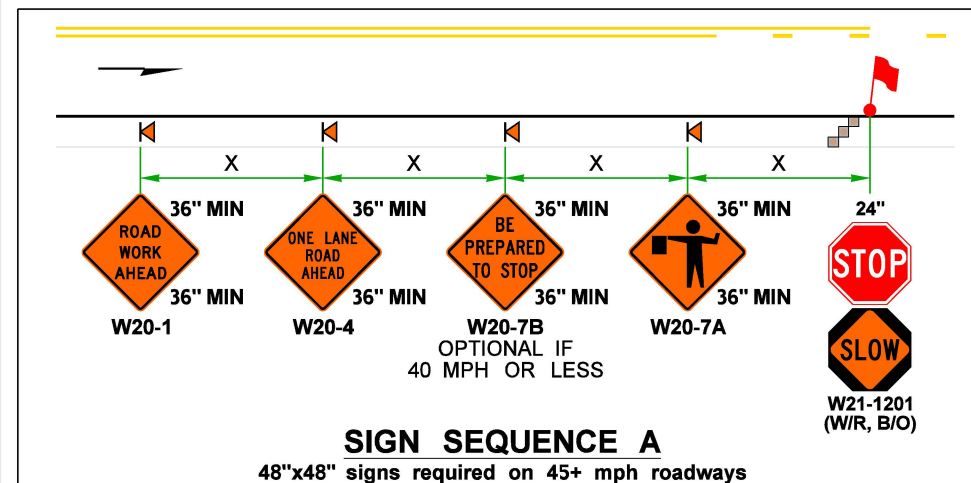 X X X X
36" MIN 36" MIN 36" MIN 36" MIN 24"
ROAD
WORK
AHEAD
ONE LANE
ROAD
AHEAD
BE
PREPARED
TO STOP
STOP
36" MIN 36" MIN 36" MIN 36" MIN
W20-1 W20-4 W20-7B W20-7A
OPTIONAL IF
40 MPH OR LESS
SLOW
W21-1201
(W/R, B/O)
SIGN SEQUENCE A
48"x48" signs required on 45+ mph roadways